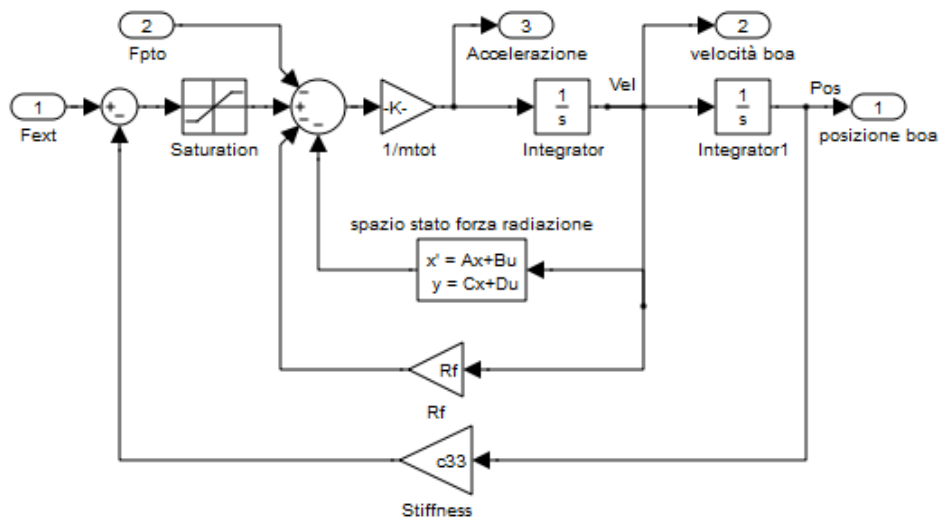 2
Fpto
3
Accelerazione
2
velocità boa
1
Fext
+
−
Saturation
−
+
−
−
-K-
1/mtot
1
s
Integrator
Vel
1
s
Integrator1
Pos
1
posizione boa
spazio stato forza radiazione
x' = Ax+Bu
y = Cx+Du
Rf
Rf
c33
Stiffness